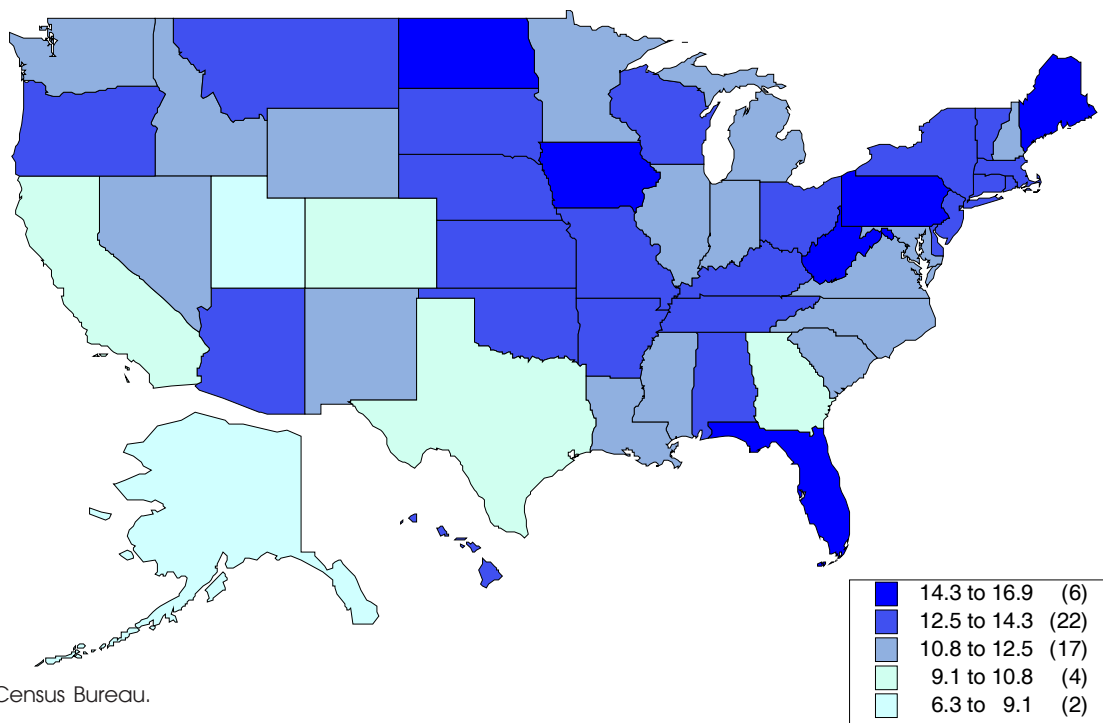 14.3 to 16.9 (6)
12.5 to 14.3 (22)
10.8 to 12.5 (17)
9.1 to 10.8 (4)
6.3 to 9.1 (2)
Census Bureau.